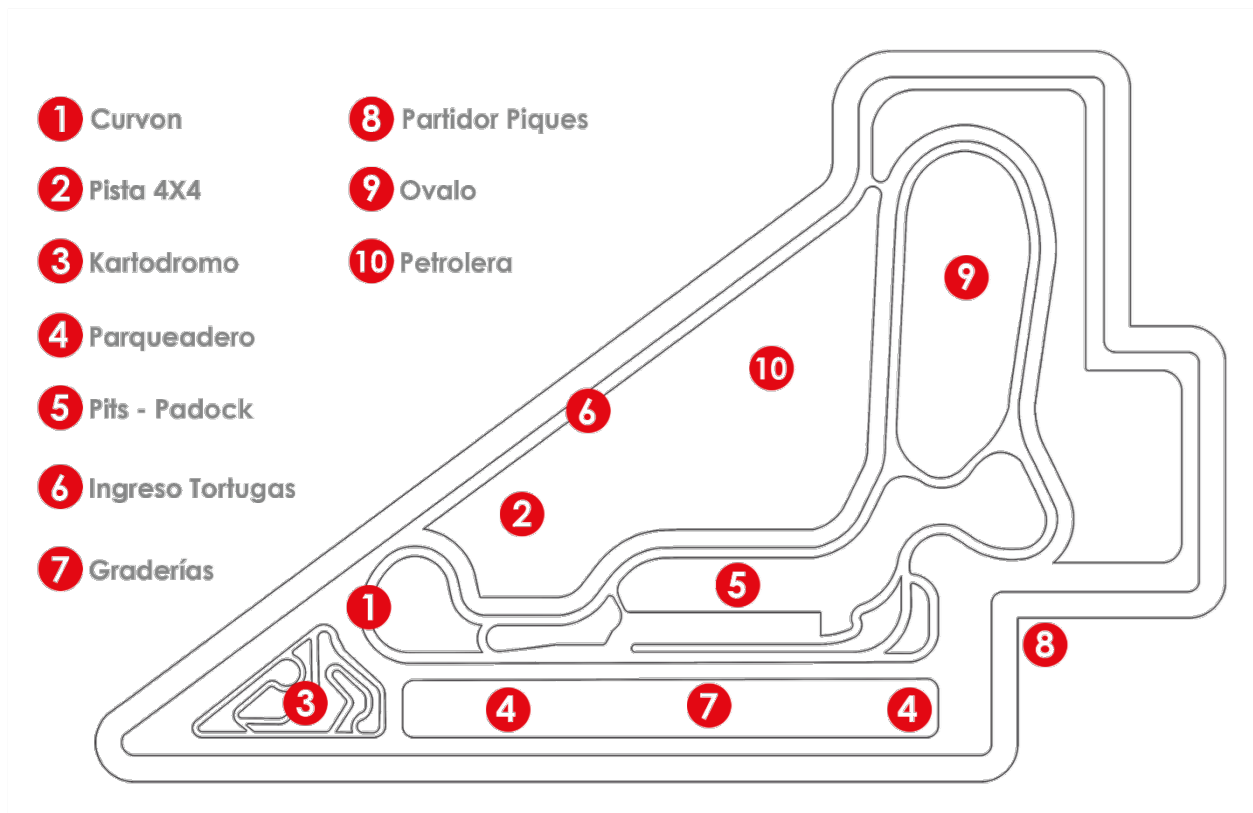 1 Curvon
2 Pista 4X4
3 Kartodromo
4 Parqueadero
5 Pits - Padock
6 Ingreso Tortugas
7 Graderías
8 Partidor Piques
9 Ovalo
10 Petrolera
9
10
6
2
5
1
8
3
4
7
4